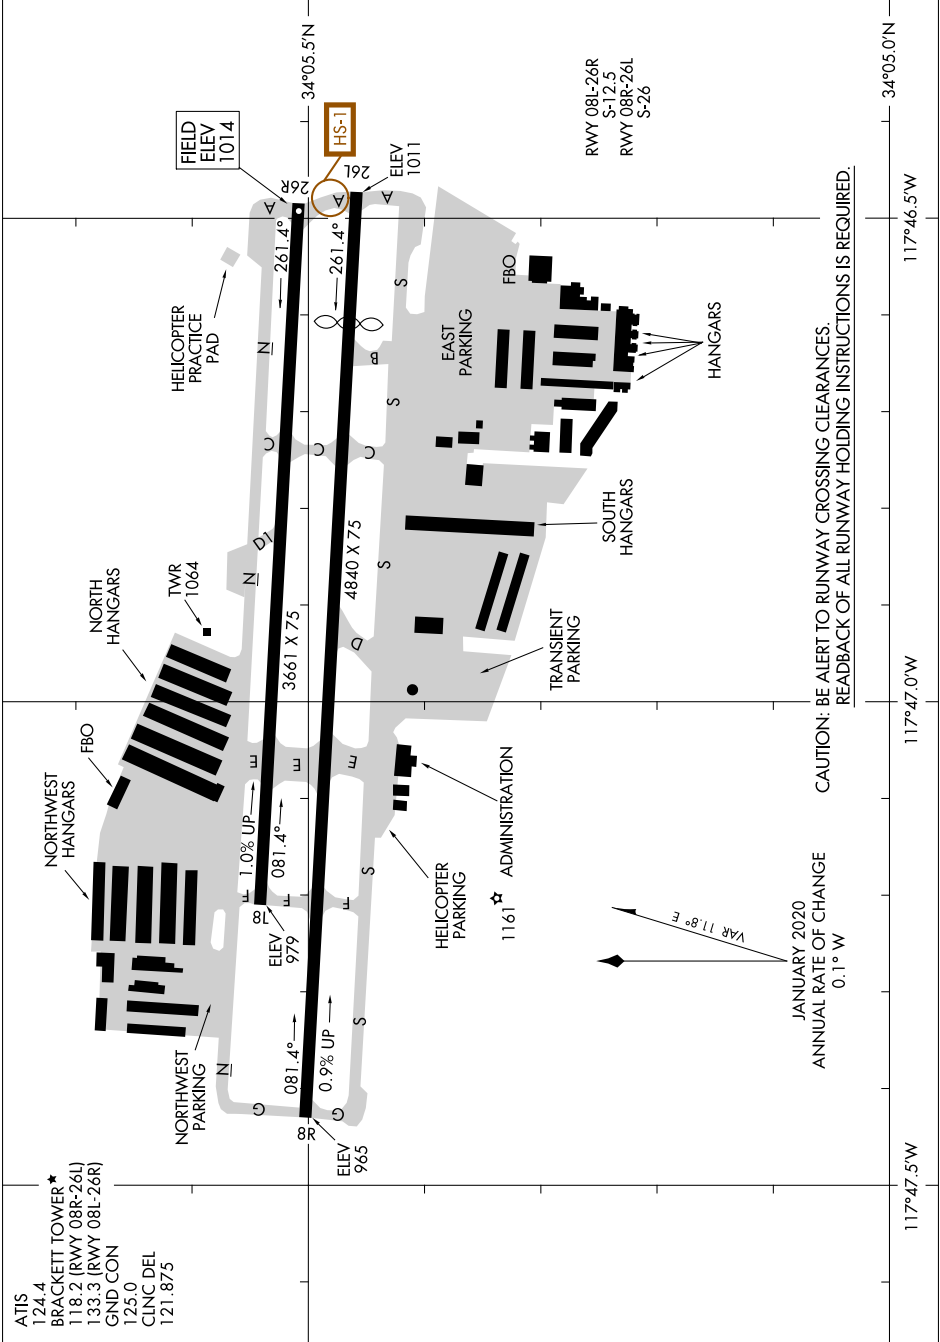 ATIS
124.4
BRACKETT TOWER★
118.2 (RWY 08R-26L)
133.3 (RWY 08L-26R)
GND CON
125.0
CLNC DEL
121.875
NORTHWEST
HANGARS
FBO
NORTH
HANGARS
TWR
1064
HELICOPTER
PRACTICE
PAD
FIELD
ELEV
1014
NORTHWEST
PARKING
N
G
G
N
D1
C
N
A
26R
HS-1
26L
A
A
ELEV
1011
34°05.5'N
18L
ELEV
979
F
F
F
1.0% UP
081.4°
E
E
E
3661 X 75
261.4°
8R
ELEV
965
081.4°
0.9% UP
4840 X 75
261.4°
S
S
D
S
C
C
S
B
S
HELICOPTER
PARKING
1161
ADMINISTRATION
TRANSIENT
PARKING
SOUTH
HANGARS
EAST
PARKING
FBO
HANGARS
RWY 08L-26R
S-12.5
RWY 08R-26L
S-26
VAR 11.8° E
JANUARY 2020
ANNUAL RATE OF CHANGE
0.1° W
CAUTION: BE ALERT TO RUNWAY CROSSING CLEARANCES.
READBACK OF ALL RUNWAY HOLDING INSTRUCTIONS IS REQUIRED.
34°05.0'N
117°47.5'W
117°47.0'W
117°46.5'W